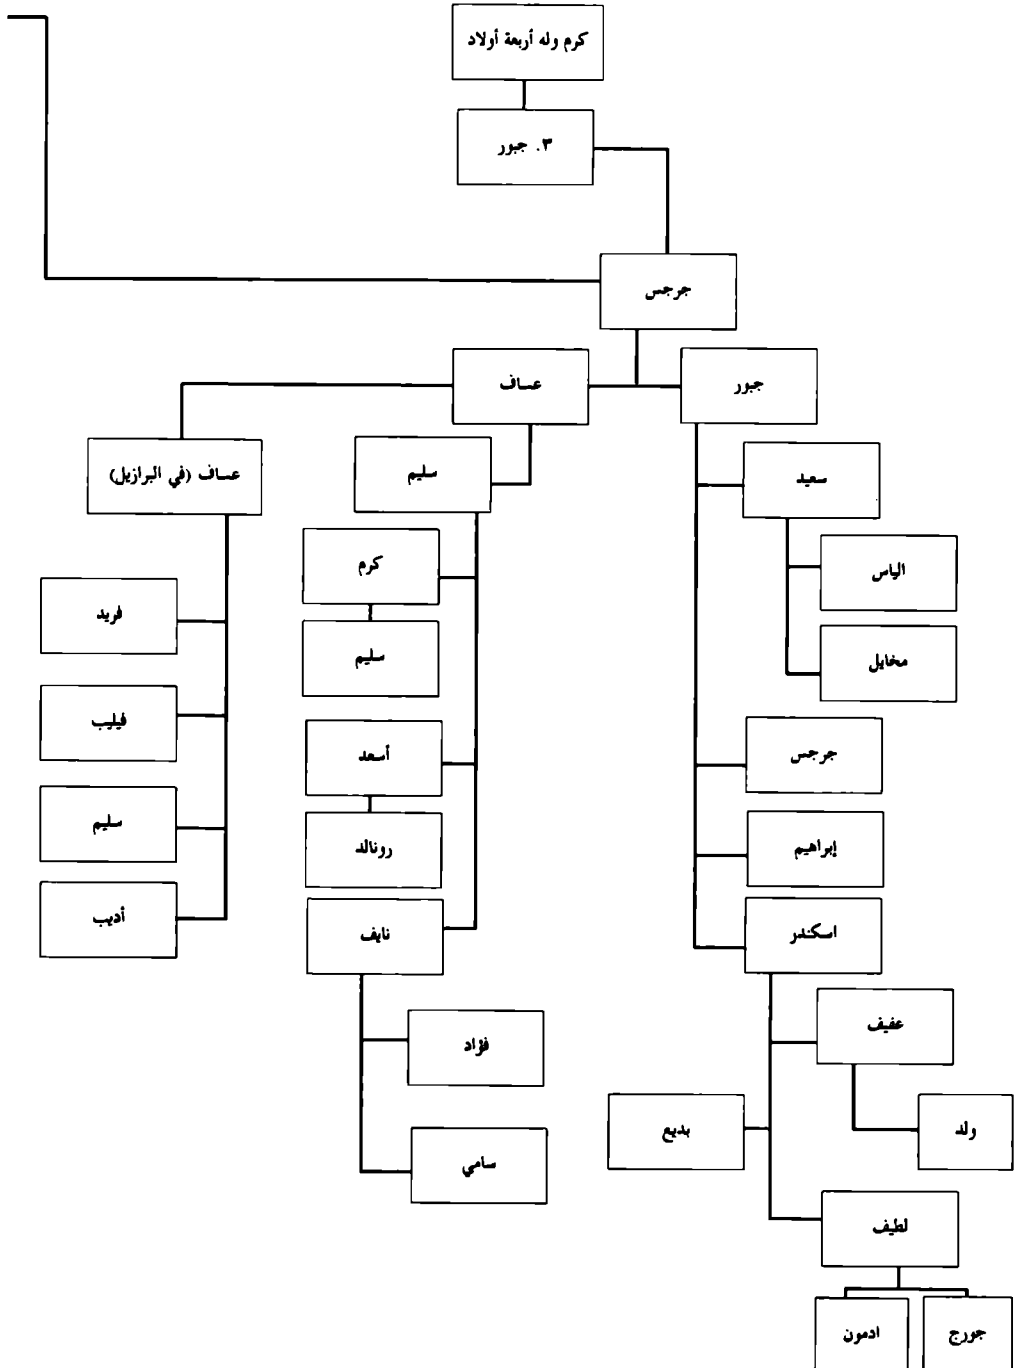 كرم وله أربعة أولاد
٣. جبور
جرجس
جبور
عساف
سعيد
سليم
عساف (في البرازيل)
الياس
كرم
فريد
مخايل
سليم
فيليب
جرجس
أسعد
سليم
إبراهيم
رونالد
أديب
اسكندر
نايف
عفيف
فؤاد
ولد
بديع
سامي
لطيف
جورج
ادمون